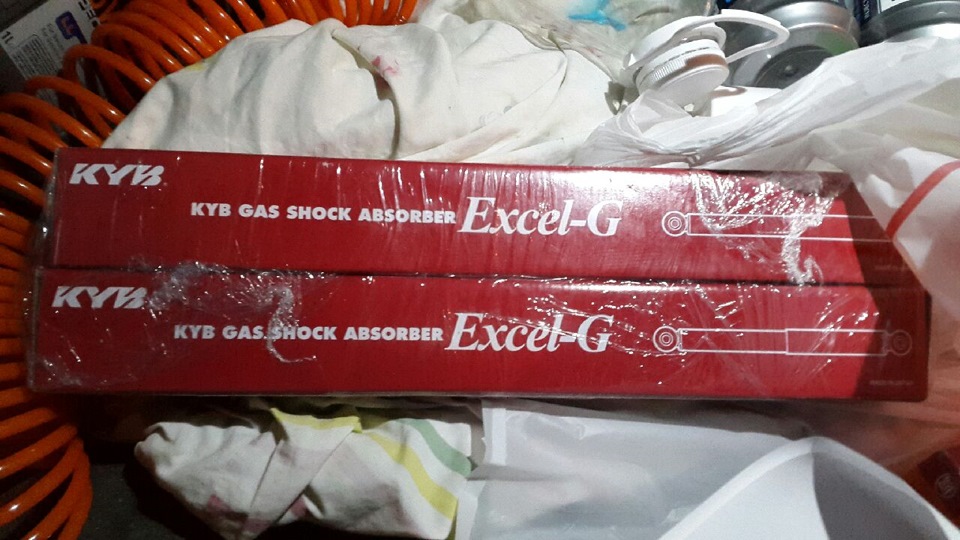 KYB
KYB GAS SHOCK ABSORBER Excel-G
KYB
KYB GAS SHOCK ABSORBER Excel-G